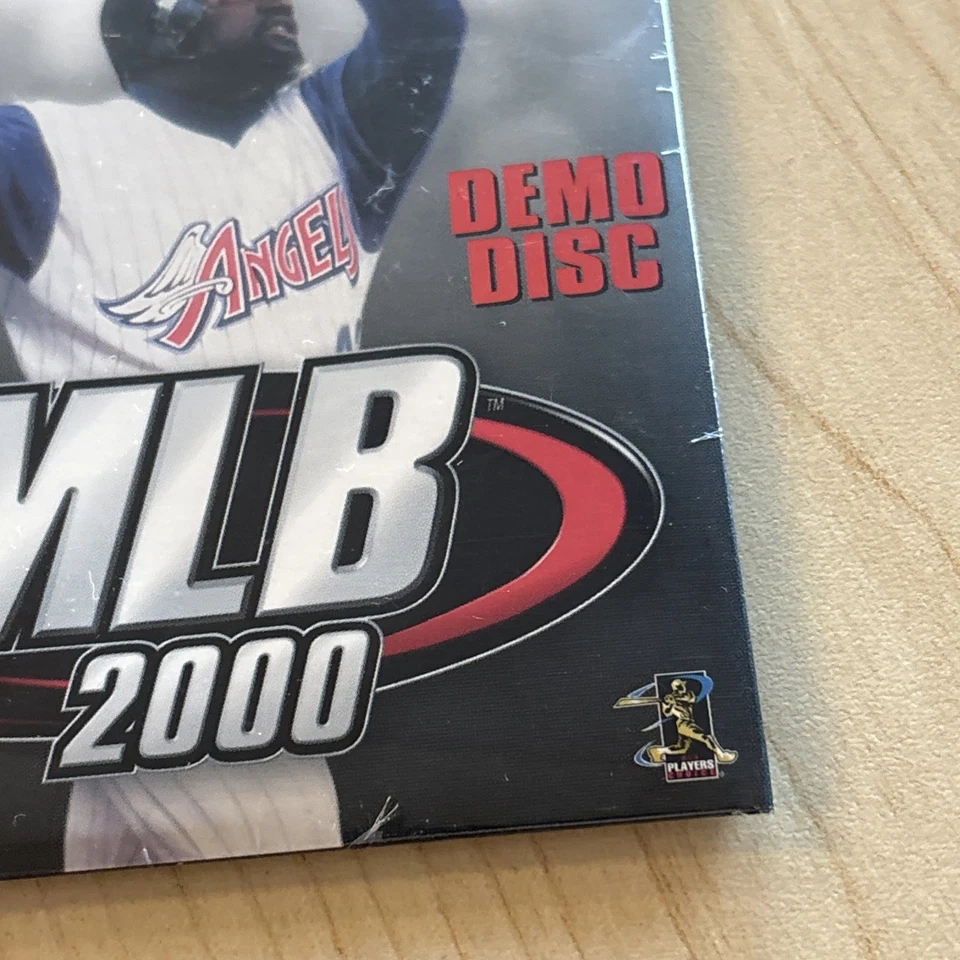 ANGELS
DEMO
DISC
MLB
TM
2000
PLAYERS
CHOICE